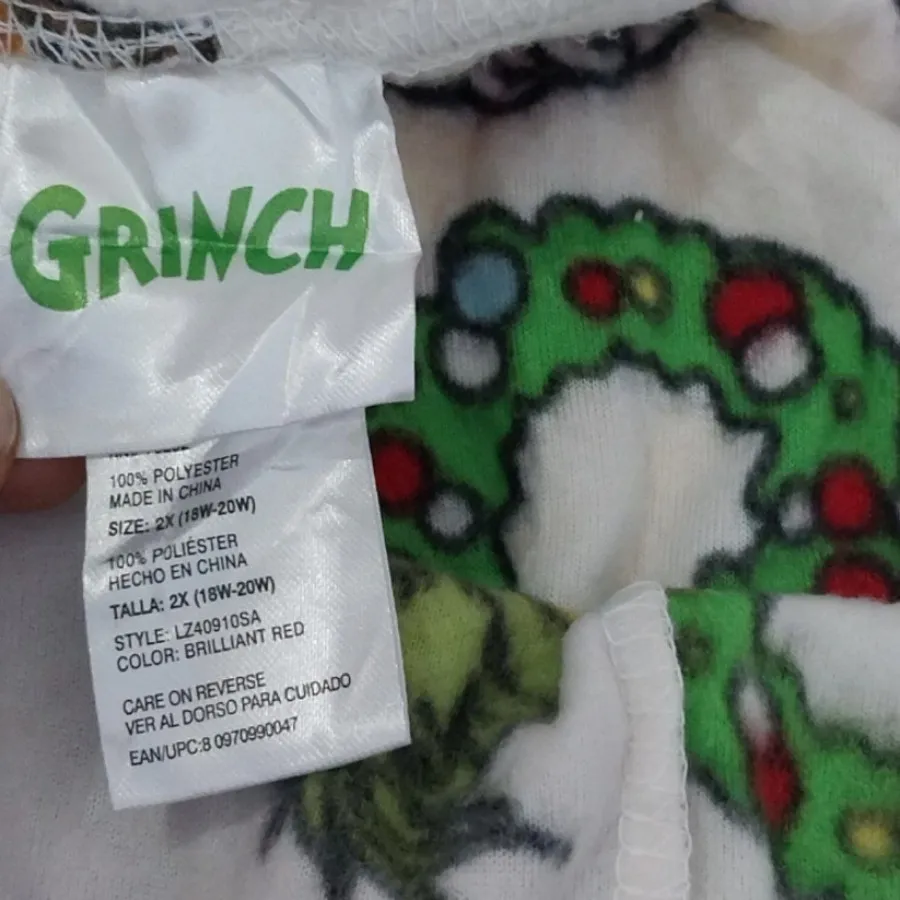 GRINCH
100% POLYESTER
MADE IN CHINA
SIZE: 2X (18W-20W)
100% POLIÉSTER
HECHO EN CHINA
TALLA: 2X (18W-20W)
STYLE: LZ40910SA
COLOR: BRILLIANT RED
CARE ON REVERSE
VER AL DORSO PARA CUIDADO
EAN/UPC:8 0970990047